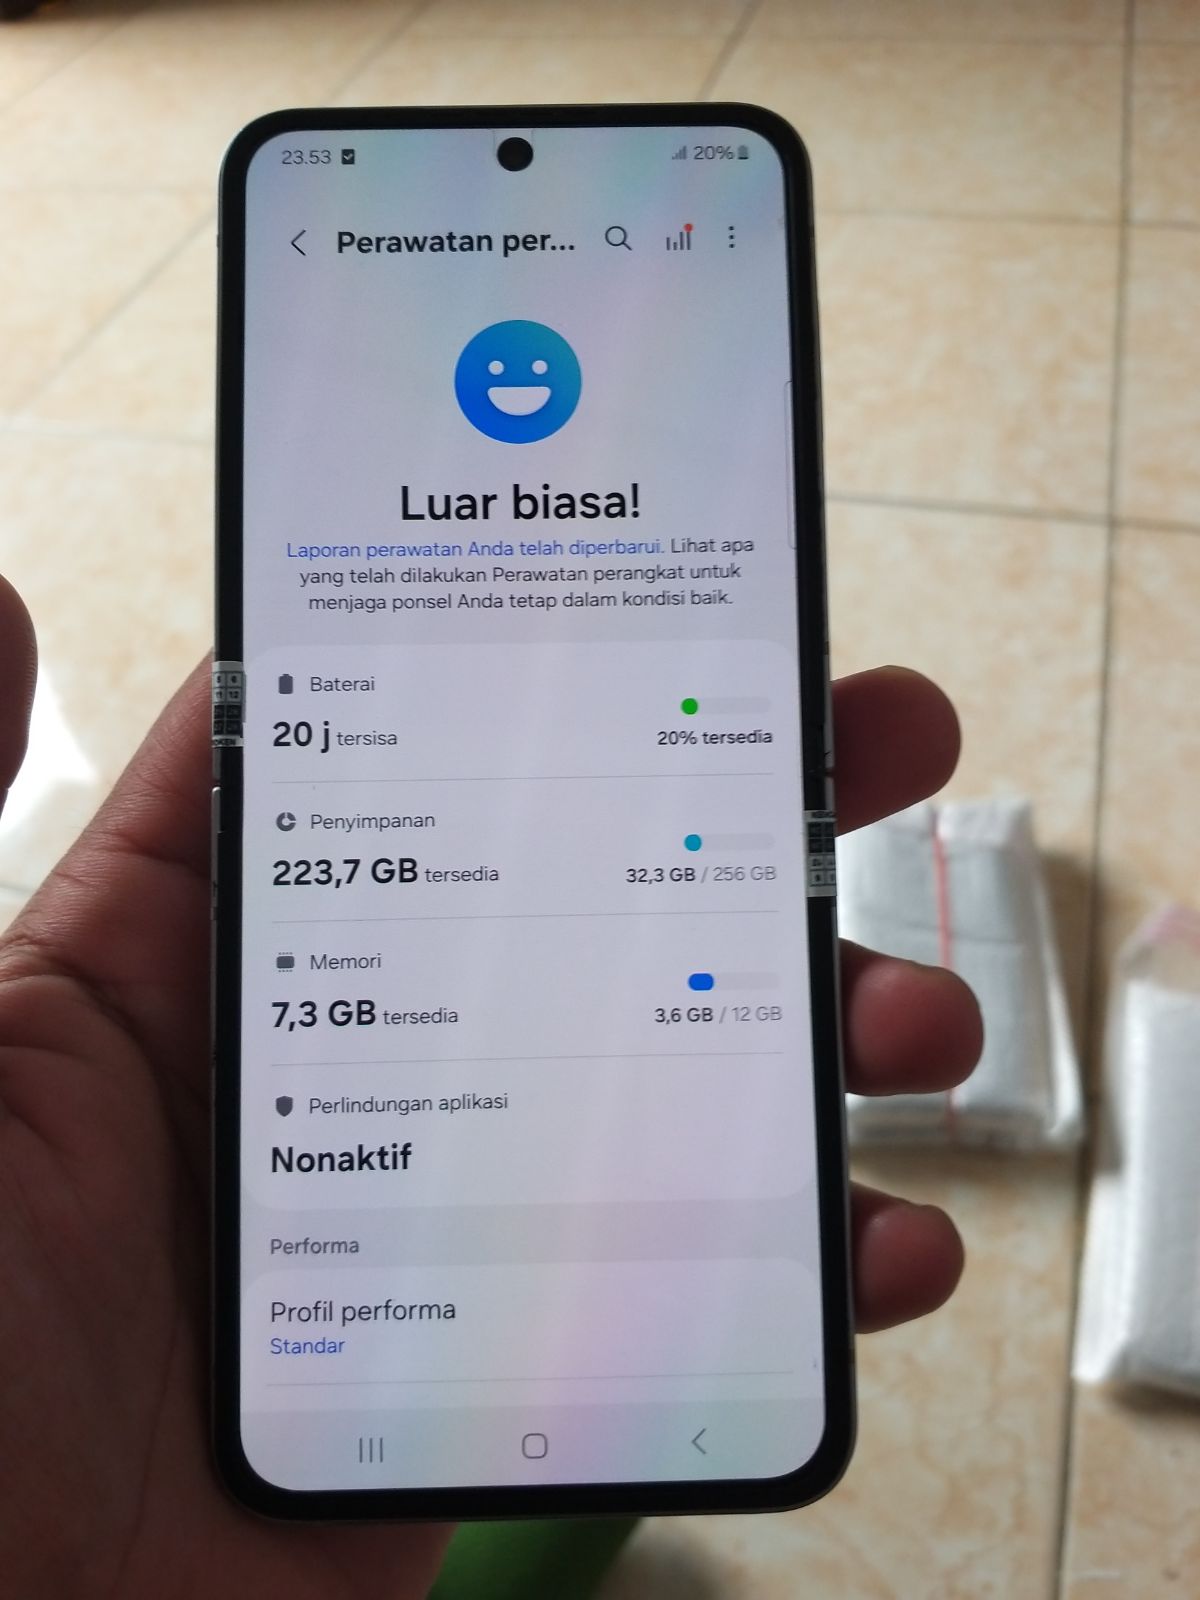 23.53
20%
Perawatan per...
Luar biasa!
Laporan perawatan Anda telah diperbarui. Lihat apa
yang telah dilakukan Perawatan perangkat untuk
menjaga ponsel Anda tetap dalam kondisi baik.
Baterai
20 j tersisa
20% tersedia
Penyimpanan
223,7 GB tersedia
32,3 GB / 256 GB
Memori
7,3 GB tersedia
3,6 GB / 12 GB
Perlindungan aplikasi
Nonaktif
Performa
Profil performa
Standar